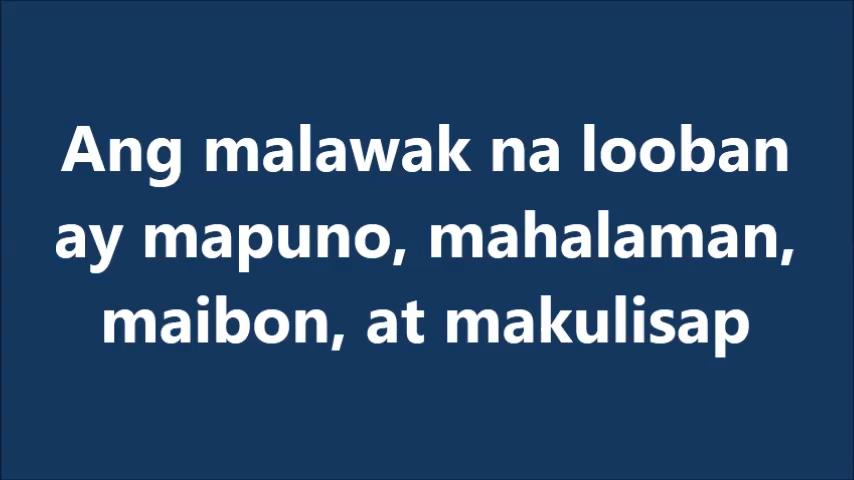 Ang malawak na looban
ay mapuno, mahalaman,
maibon, at makulisap